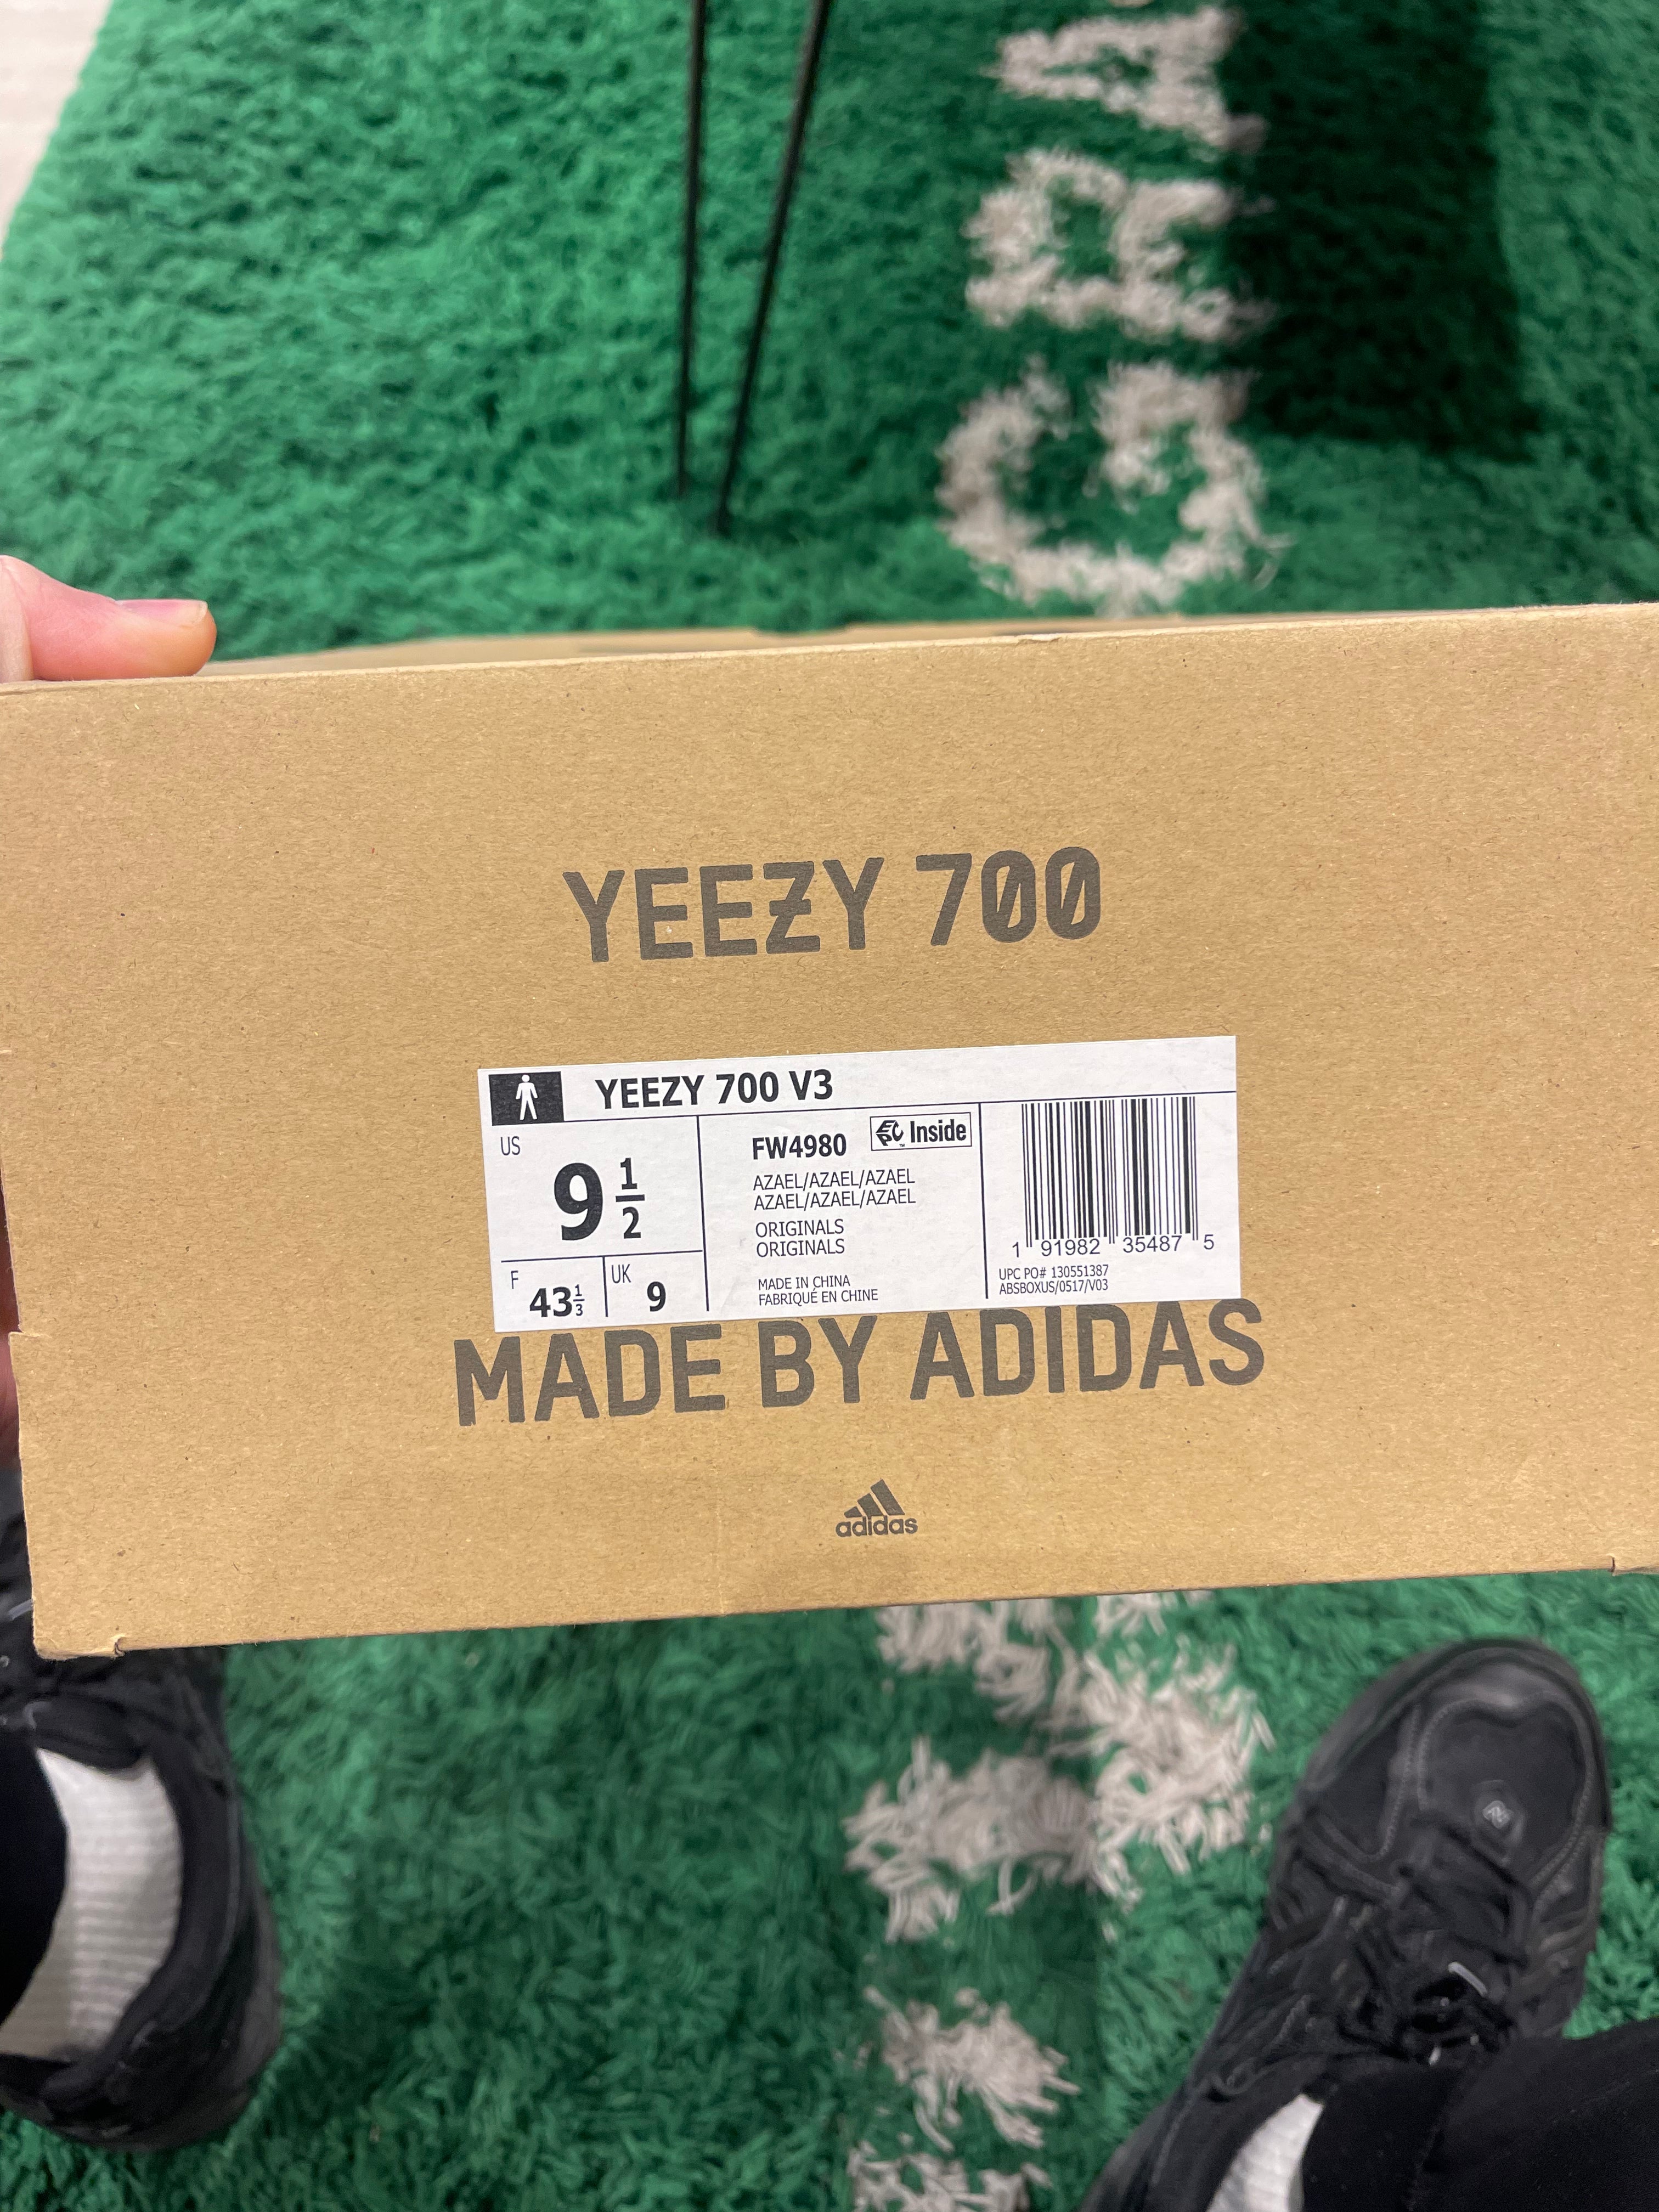 YEEZY 700
YEEZY 700 V3
US
9 1/2
F 43 1/3
UK 9
FW4980
EPC Inside
AZAEL/AZAEL/AZAEL
AZAEL/AZAEL/AZAEL
ORIGINALS
ORIGINALS
MADE IN CHINA
FABRIQUÉ EN CHINE
1 91982 35487 5
UPC PO# 130551387
ABSBOXUS/0517/V03
MADE BY ADIDAS
adidas